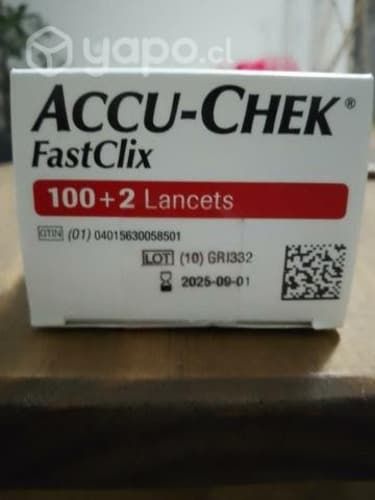 yapo.cl
ACCU-CHEK®
FastClix
100+2 Lancets
GTIN (01) 04015630058501
LOT (10) GRI332
2025-09-01